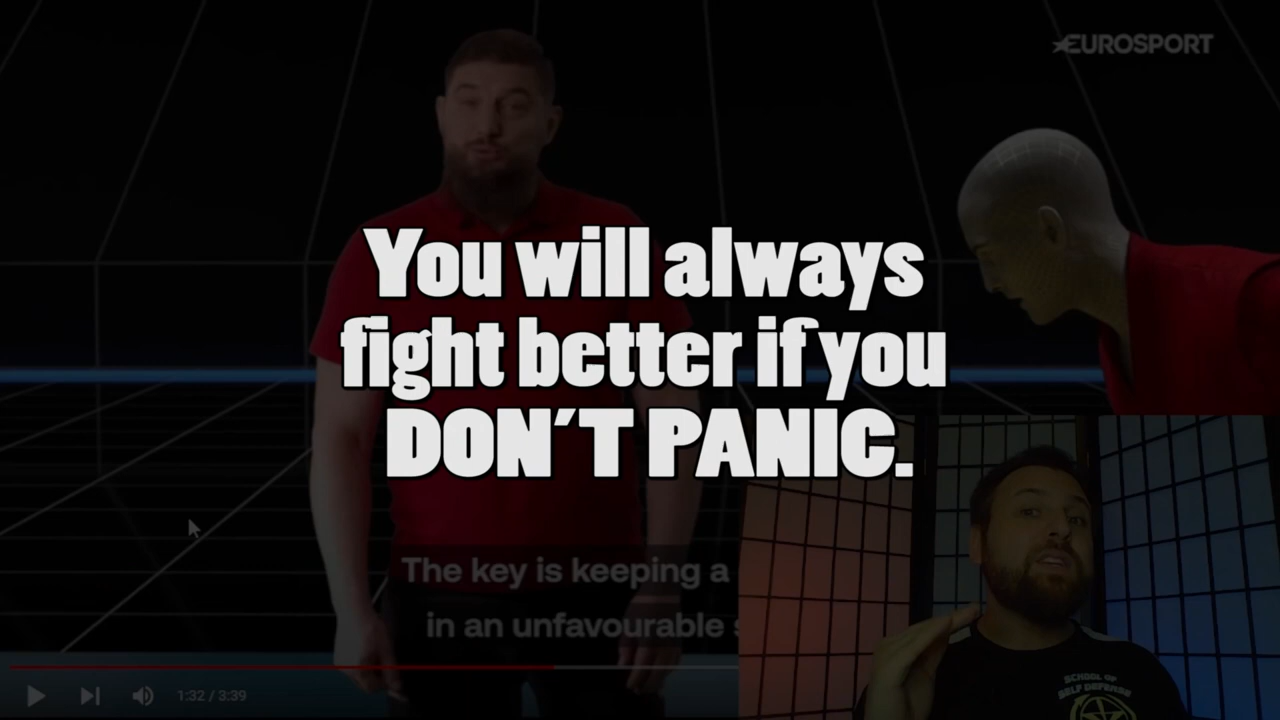 EUROSPORT
You will always
fight better if you
DON'T PANIC.
The key is keeping a
in an unfavourable
SCHOOL OF
SELF DEFENSE
1:32 / 3:39